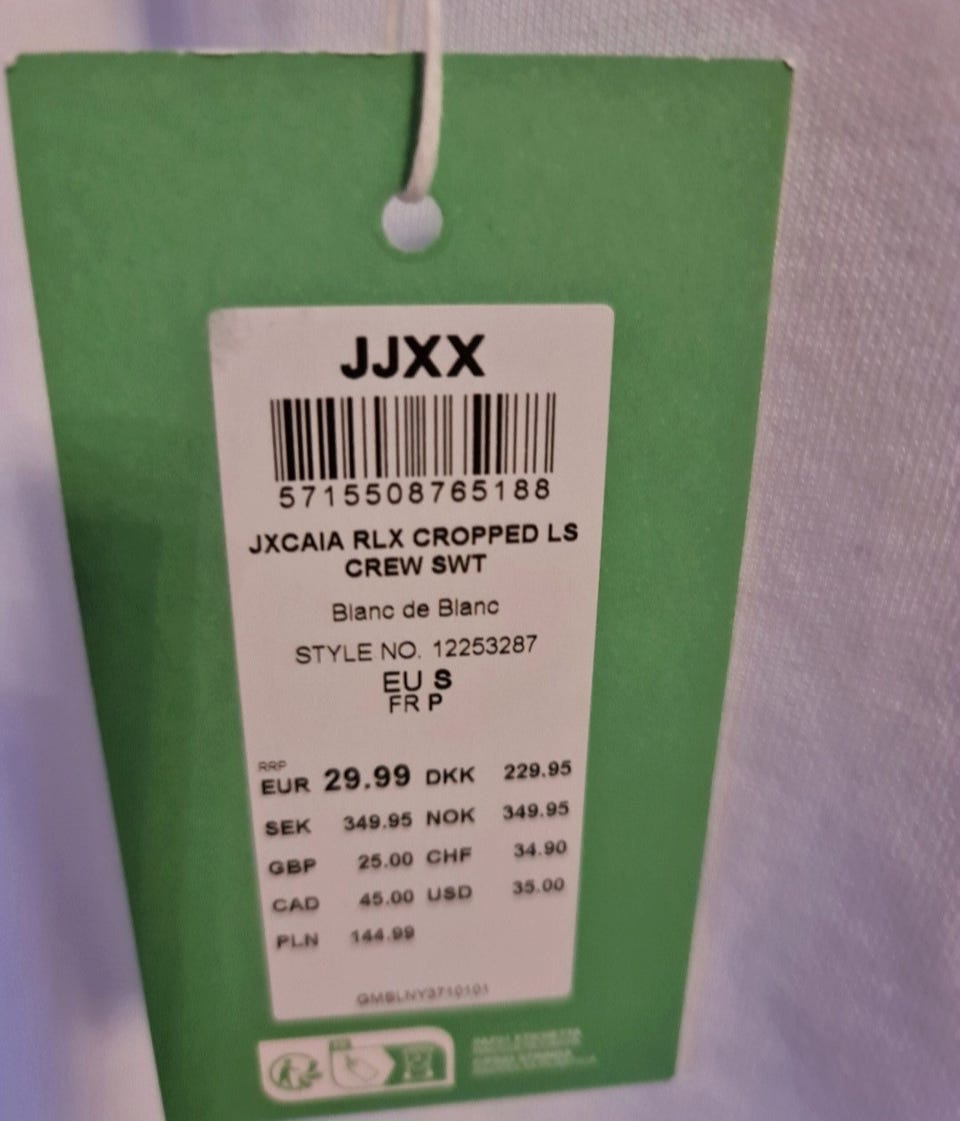 JJXX
5715508765188
JXCAIA RLX CROPPED LS
CREW SWT
Blanc de Blanc
STYLE NO. 12253287
EU S
FR P
RRP
EUR 29.99 DKK 229.95
SEK 349.95 NOK 349.95
GBP 25.00 CHF 34.90
CAD 45.00 USD 35.00
PLN 144.99
GMBLNY3710101
FR